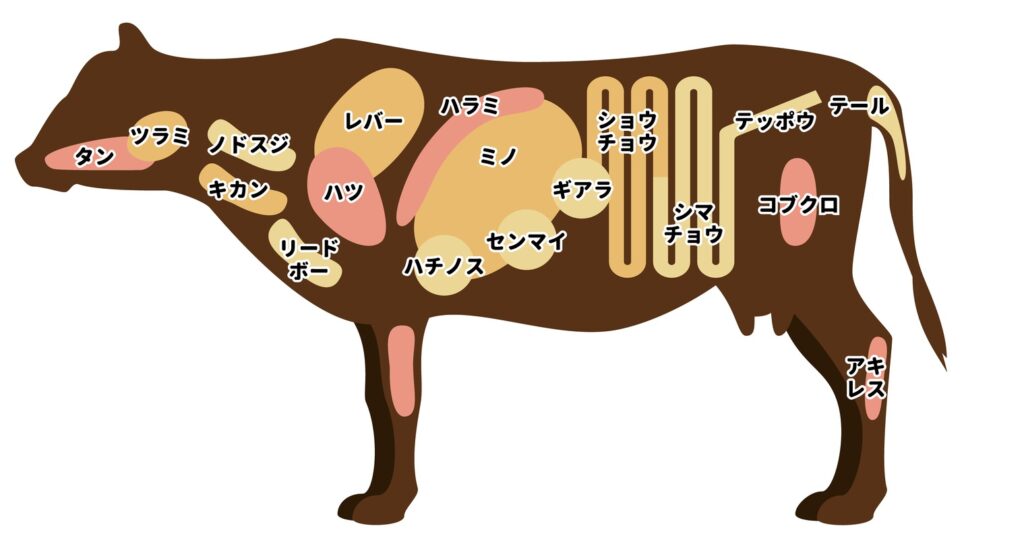 タン
ツラミ
ノドスジ
キカン
リード
ボー
レバー
ハツ
ハラミ
ミノ
ハチノス
センマイ
ギアラ
ショウ
チョウ
シマ
チョウ
テッポウ
テール
コブクロ
アキ
レス